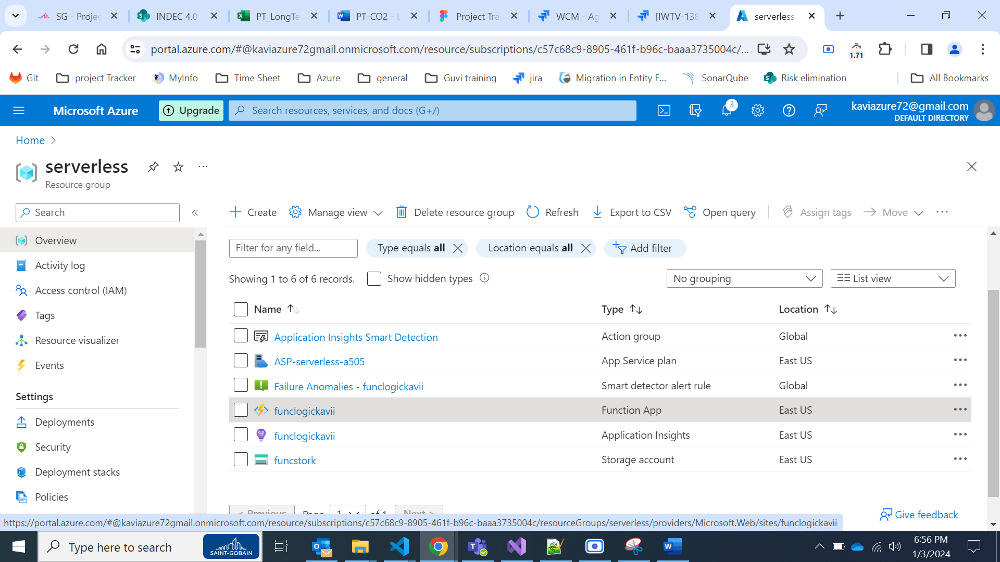 SG - Projec
INDEC 4.0
PT_LongTe
PT-CO2 - L
Project Tra
WCM - Ag
[IWTV-138
serverless
portal.azure.com/#@kaviazure72gmail.onmicrosoft.com/resource/subscriptions/c57c68c9-8905-461f-b96c-baaa3735004c/...
1.71
Git
project Tracker
MyInfo
Time Sheet
Azure
general
Guvi training
jira
Migration in Entity F...
SonarQube
Risk elimination
All Bookmarks
Microsoft Azure
Upgrade
Search resources, services, and docs (G+/)
3
kaviazure72@gmail.com
DEFAULT DIRECTORY
Home
serverless
Resource group
Search
Create
Manage view
Delete resource group
Refresh
Export to CSV
Open query
Assign tags
Move
Overview
Activity log
Access control (IAM)
Tags
Resource visualizer
Events
Settings
Deployments
Security
Deployment stacks
Policies
Filter for any field...
Type equals all
Location equals all
Add filter
Showing 1 to 6 of 6 records.
Show hidden types
No grouping
List view
Name Type Location
Application Insights Smart Detection Action group Global
ASP-serverless-a505 App Service plan East US
Failure Anomalies - funclogickavii Smart detector alert rule Global
funclogickavii Function App East US
funclogickavii Application Insights East US
funcstork Storage account East US
< Previous Page 1 of 1 Next >
Give feedback
https://portal.azure.com/#@kaviazure72gmail.onmicrosoft.com/resource/subscriptions/c57c68c9-8905-461f-b96c-baaa3735004c/resourceGroups/serverless/providers/Microsoft.Web/sites/funclogickavii
Type here to search
SAINT-GOBAIN
6:56 PM
1/3/2024